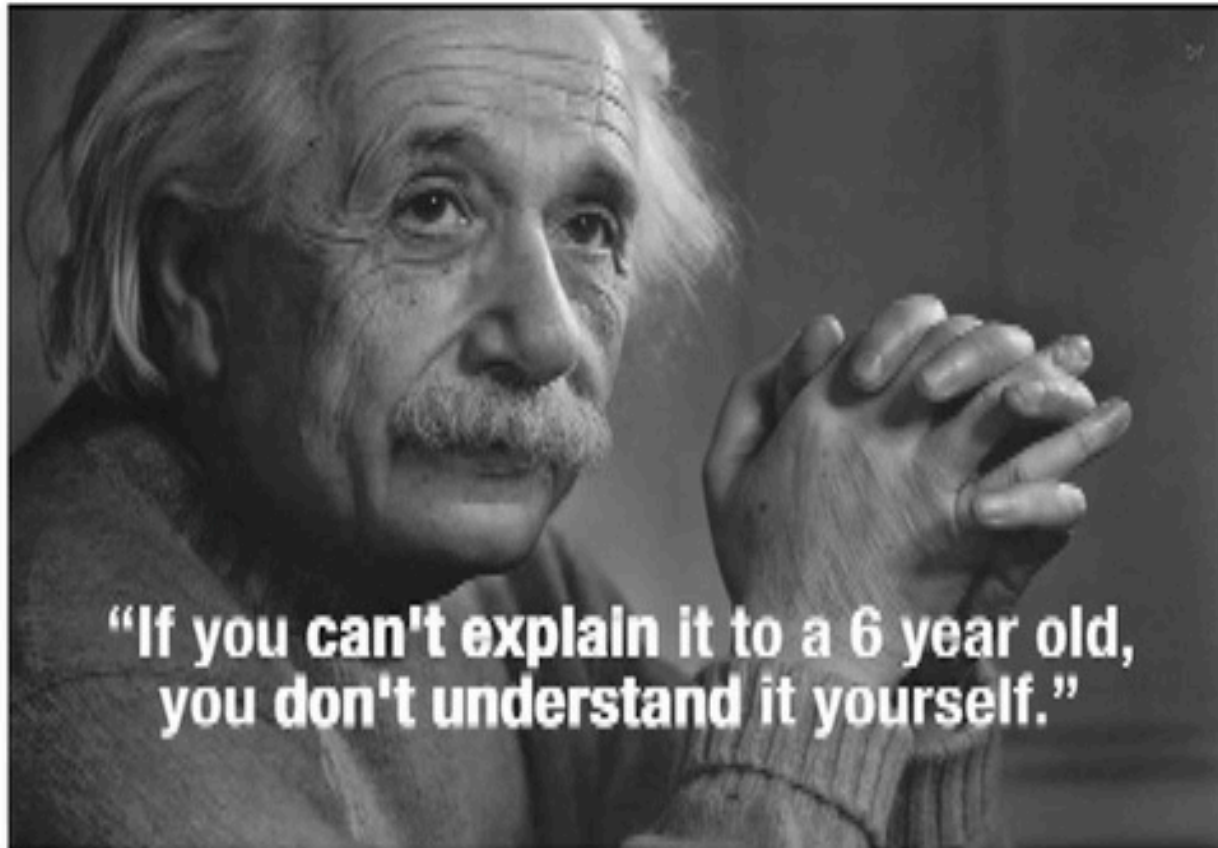 “If you can't explain it to a 6 year old,
you don't understand it yourself.”